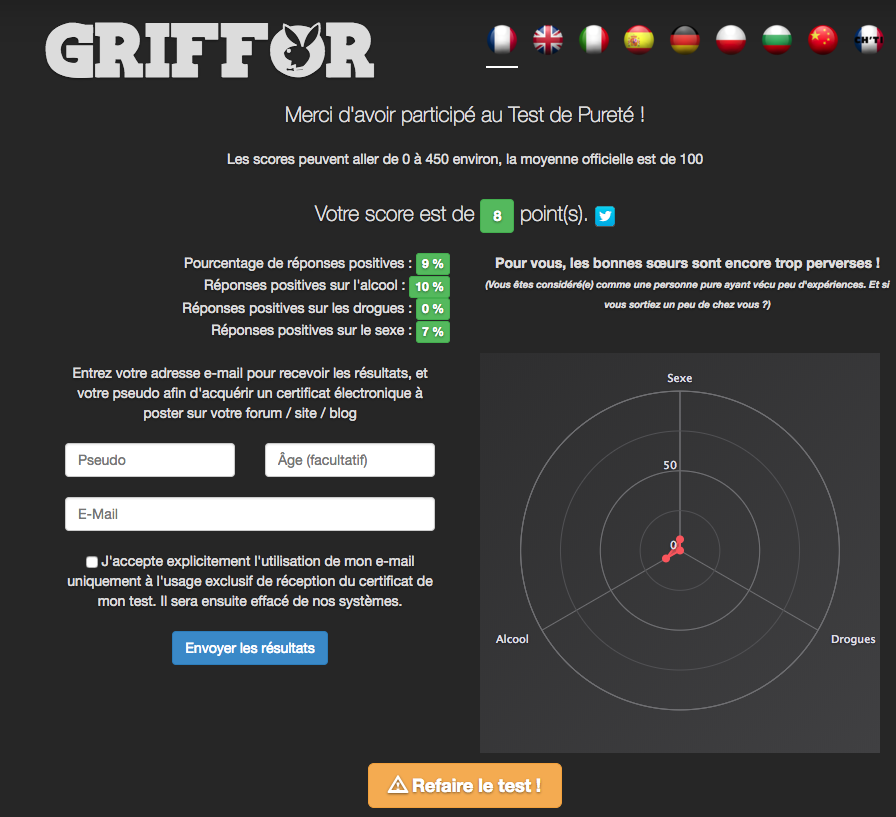 GRIFFOR
CH'TI
Merci d'avoir participé au Test de Pureté !
Les scores peuvent aller de 0 à 450 environ, la moyenne officielle est de 100
Votre score est de 8 point(s).
Pourcentage de réponses positives : 9 %
Réponses positives sur l'alcool : 10 %
Réponses positives sur les drogues : 0 %
Réponses positives sur le sexe : 7 %
Pour vous, les bonnes sœurs sont encore trop perverses !
(Vous êtes considéré(e) comme une personne pure ayant vécu peu d'expériences. Et si
vous sortiez un peu de chez vous ?)
Entrez votre adresse e-mail pour recevoir les résultats, et
votre pseudo afin d'acquérir un certificat électronique à
poster sur votre forum / site / blog
Pseudo
Âge (facultatif)
E-Mail
J'accepte explicitement l'utilisation de mon e-mail
uniquement à l'usage exclusif de réception du certificat de
mon test. Il sera ensuite effacé de nos systèmes.
Envoyer les résultats
Sexe
50
0
Alcool
Drogues
Refaire le test !